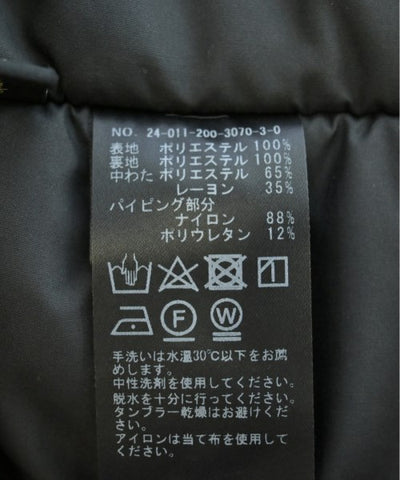 NO. 24-011-200-3070-3-0
表地 ポリエステル 100%
裏地 ポリエステル 100%
中わた ポリエステル 65%
レーヨン 35%
パイピング部分
ナイロン 88%
ポリウレタン 12%
F W
手洗いは水温30℃以下をお薦
めします。
中性洗剤を使用してください。
脱水を十分に行ってください。
タンブラー乾燥はお避けくださ
い。
アイロンは当て布を使用してく
ださい。